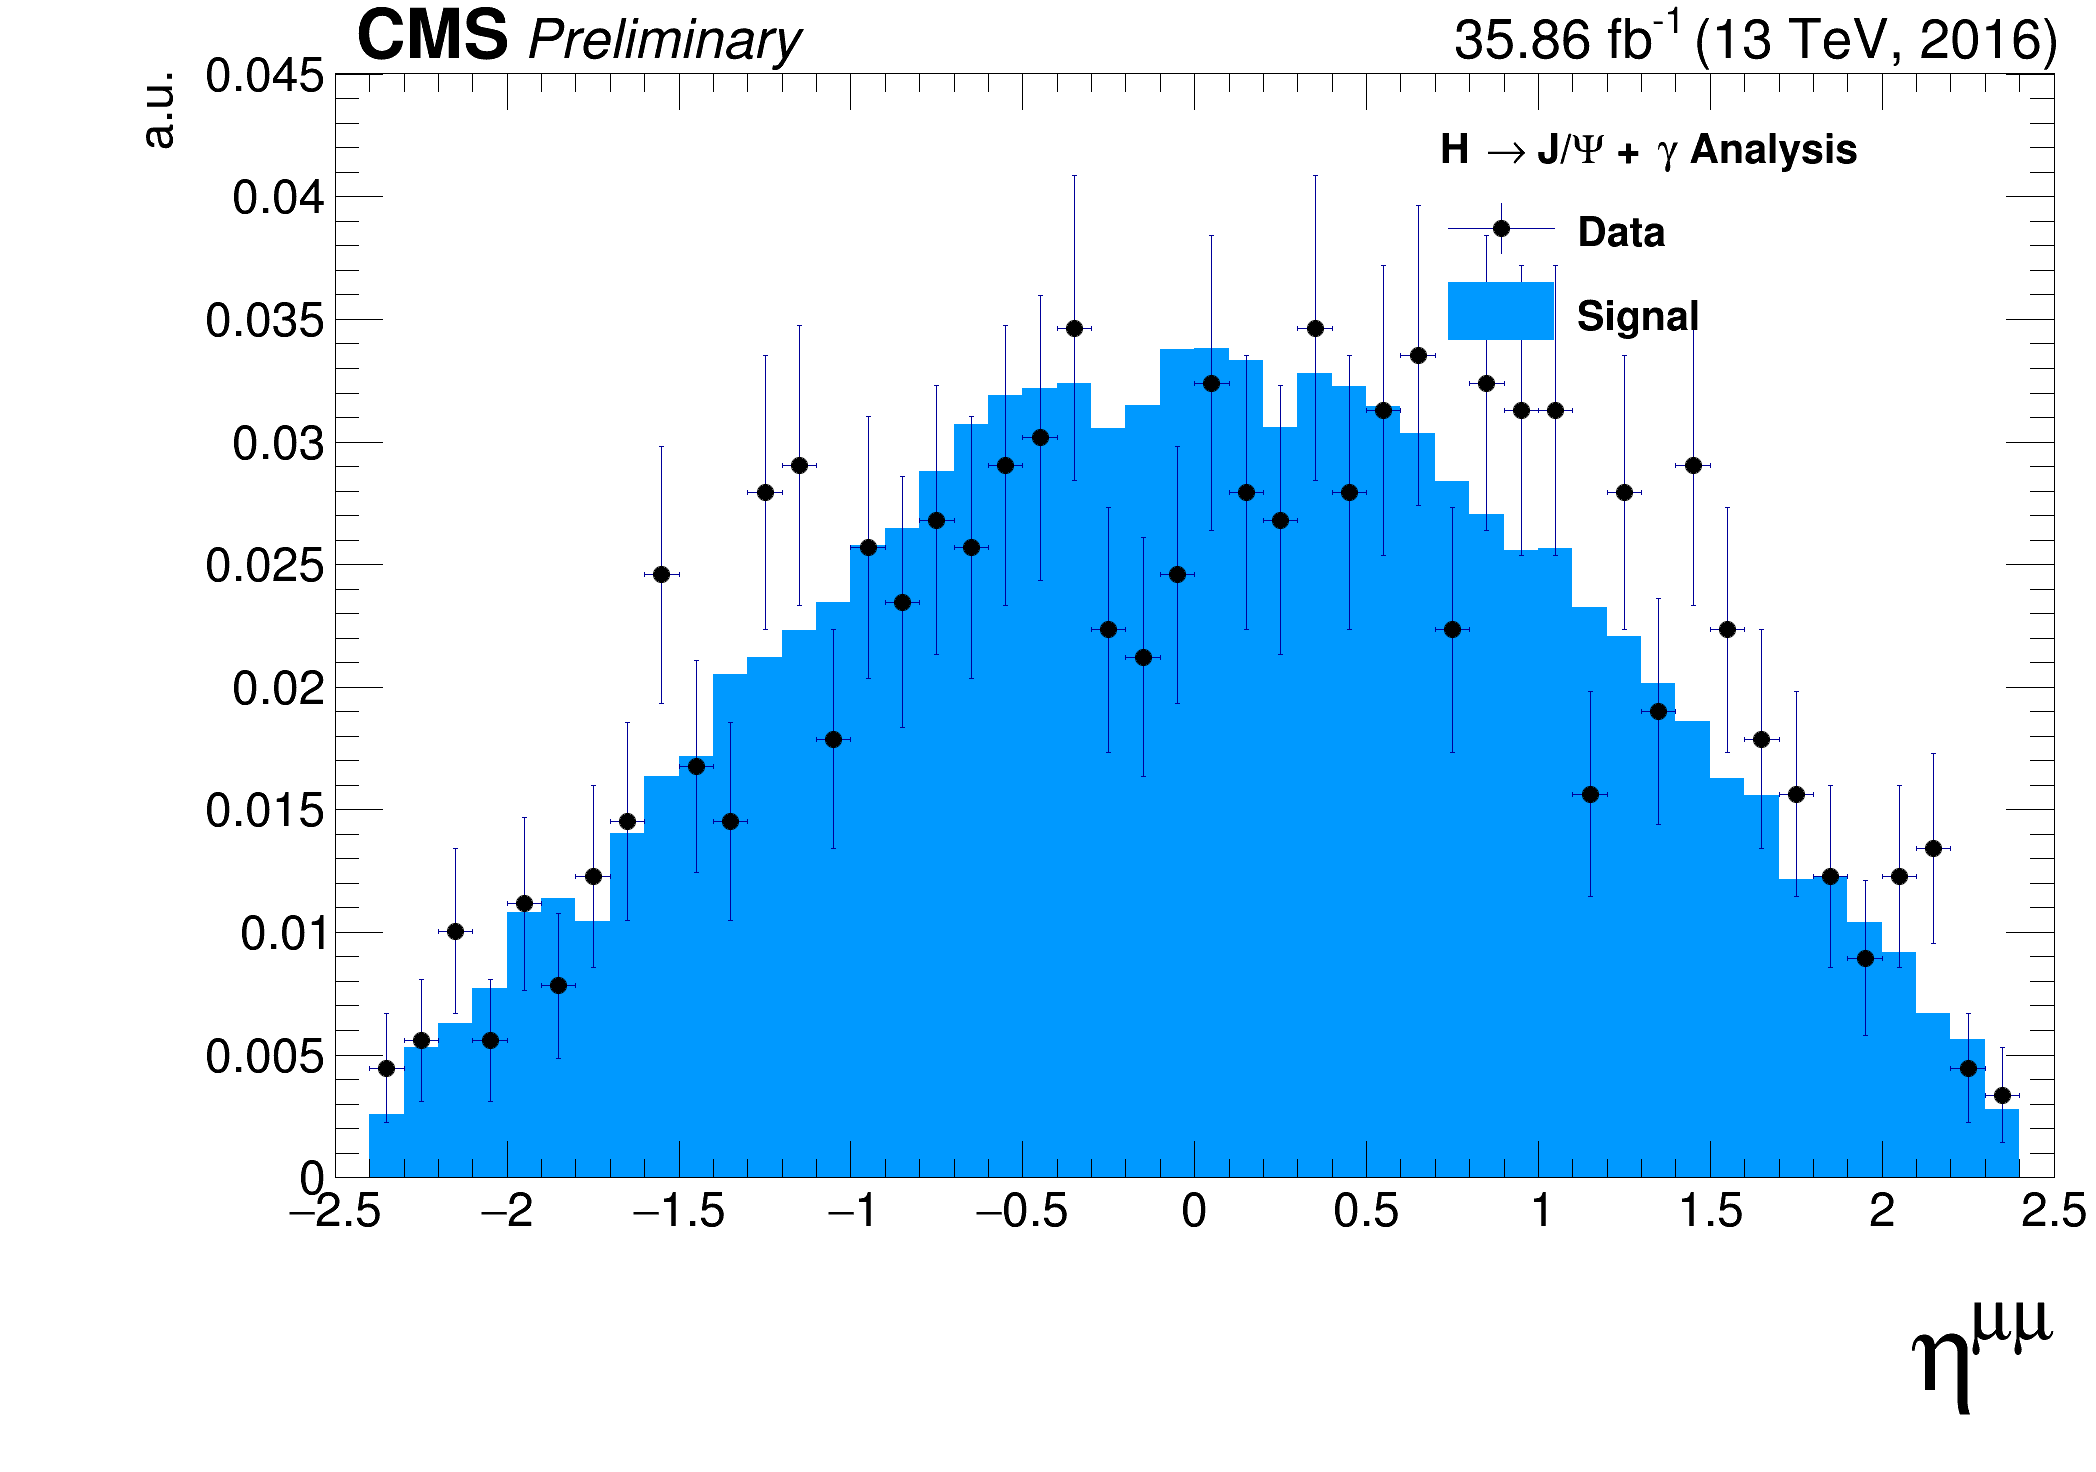 CMS Preliminary 35.86 fb⁻¹ (13 TeV, 2016)
a.u.
0.045
0.04
0.035
0.03
0.025
0.02
0.015
0.01
0.005
0
H → J/Ψ + γ Analysis
Data
Signal
−2.5 −2 −1.5 −1 −0.5 0 0.5 1 1.5 2 2.5
η^μμ